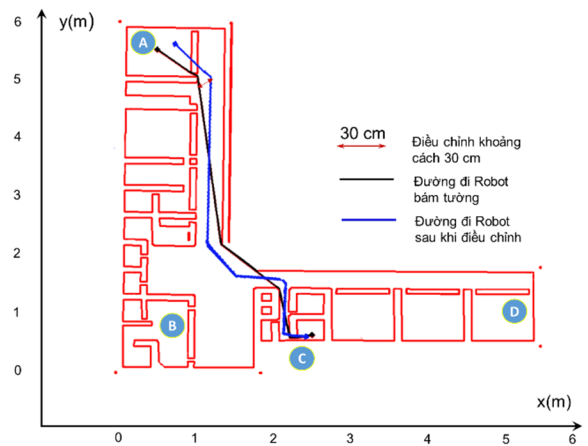 6
y(m)
A
5
4
30 cm
Điều chỉnh khoảng
cách 30 cm
3
Đường đi Robot
bám tường
Đường đi Robot
sau khi điều chỉnh
2
1
B
D
C
0
x(m)
0 1 2 3 4 5 6